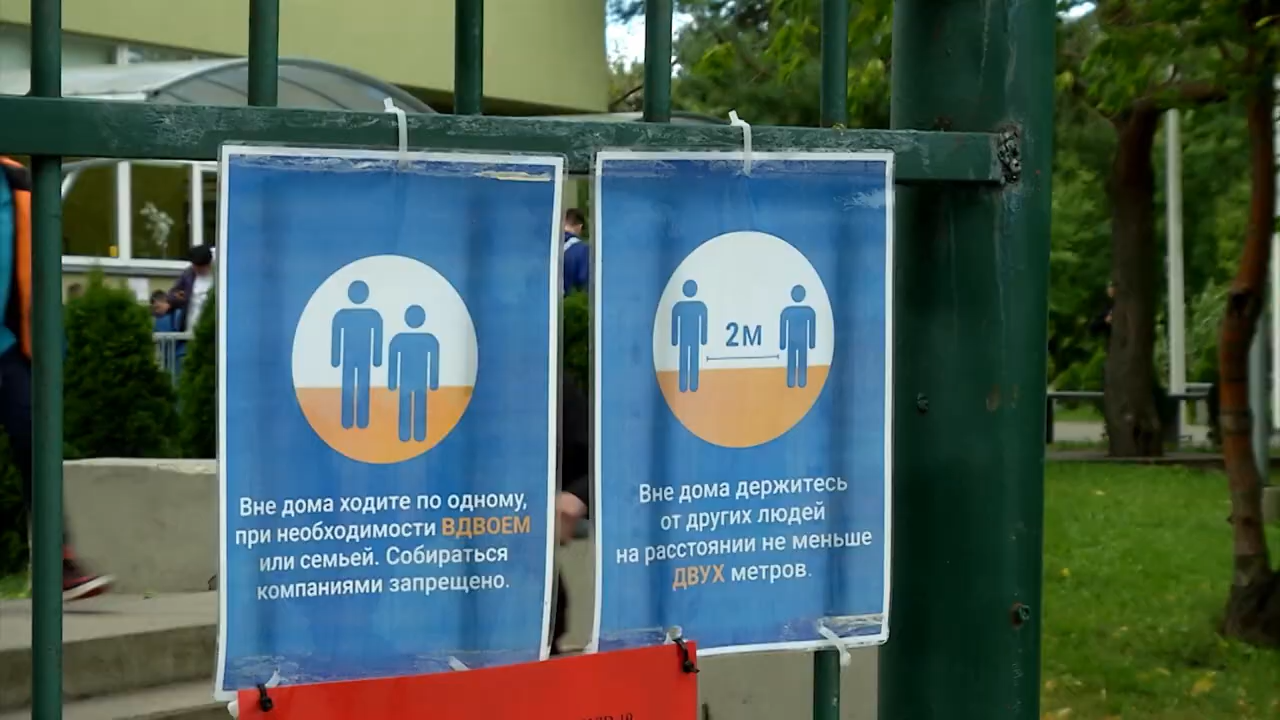 Вне дома ходите по одному,
при необходимости ВДВОЕМ
или семьей. Собираться
компаниями запрещено.
2м
Вне дома держитесь
от других людей
на расстоянии не меньше
ДВУХ метров.